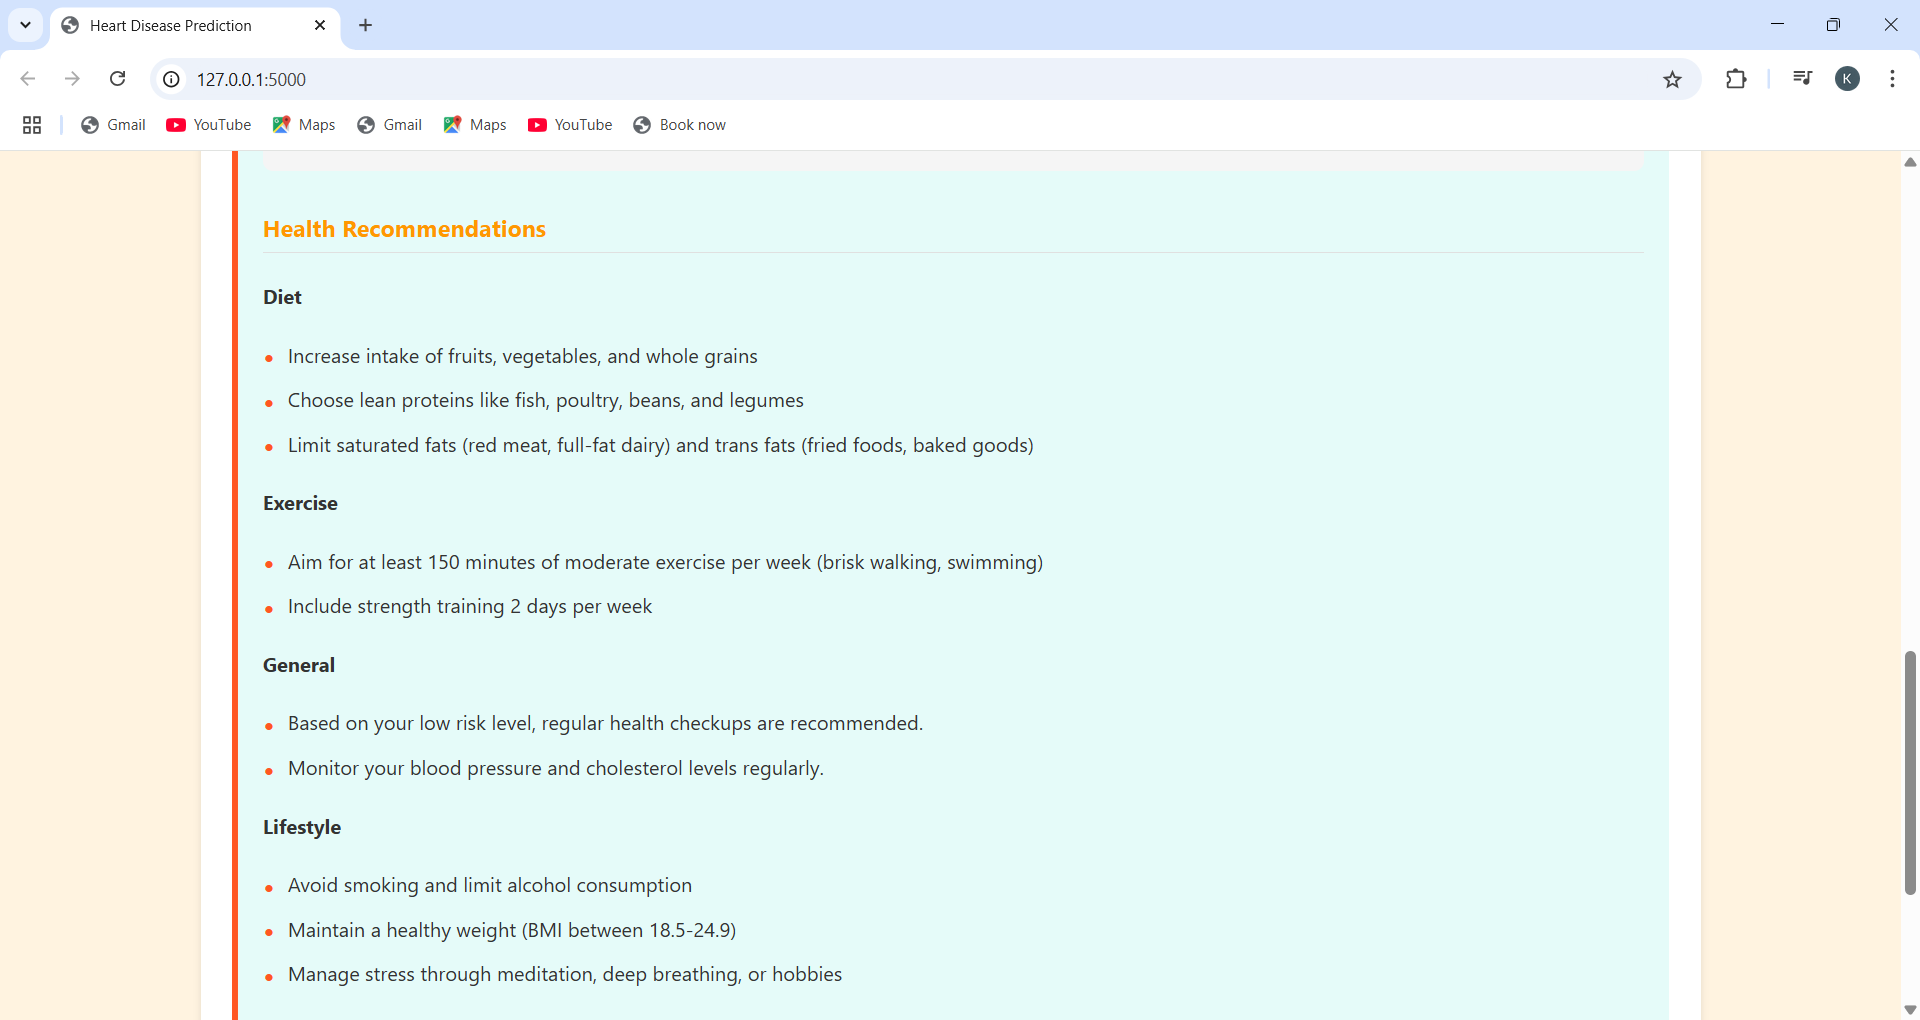 Heart Disease Prediction
127.0.0.1:5000
K
Gmail YouTube Maps Gmail Maps YouTube Book now
Health Recommendations
Diet
Increase intake of fruits, vegetables, and whole grains
Choose lean proteins like fish, poultry, beans, and legumes
Limit saturated fats (red meat, full-fat dairy) and trans fats (fried foods, baked goods)
Exercise
Aim for at least 150 minutes of moderate exercise per week (brisk walking, swimming)
Include strength training 2 days per week
General
Based on your low risk level, regular health checkups are recommended.
Monitor your blood pressure and cholesterol levels regularly.
Lifestyle
Avoid smoking and limit alcohol consumption
Maintain a healthy weight (BMI between 18.5-24.9)
Manage stress through meditation, deep breathing, or hobbies